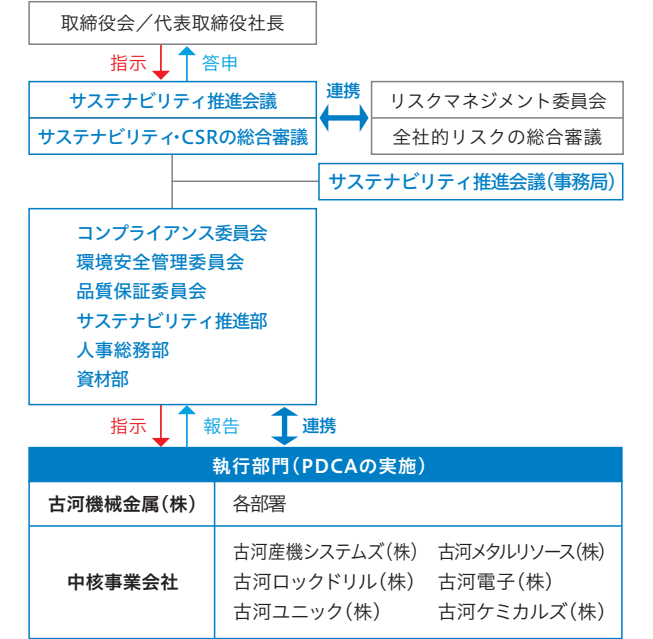 取締役会／代表取締役社長
指示 答申
サステナビリティ推進会議
サステナビリティ・CSRの総合審議
連携
リスクマネジメント委員会
全社的リスクの総合審議
サステナビリティ推進会議(事務局)
コンプライアンス委員会
環境安全管理委員会
品質保証委員会
サステナビリティ推進部
人事総務部
資材部
指示 報告 連携
執行部門(PDCAの実施)
古河機械金属(株) 各部署
中核事業会社
古河産機システムズ(株) 古河メタルリソース(株)
古河ロックドリル(株) 古河電子(株)
古河ユニック(株) 古河ケミカルズ(株)